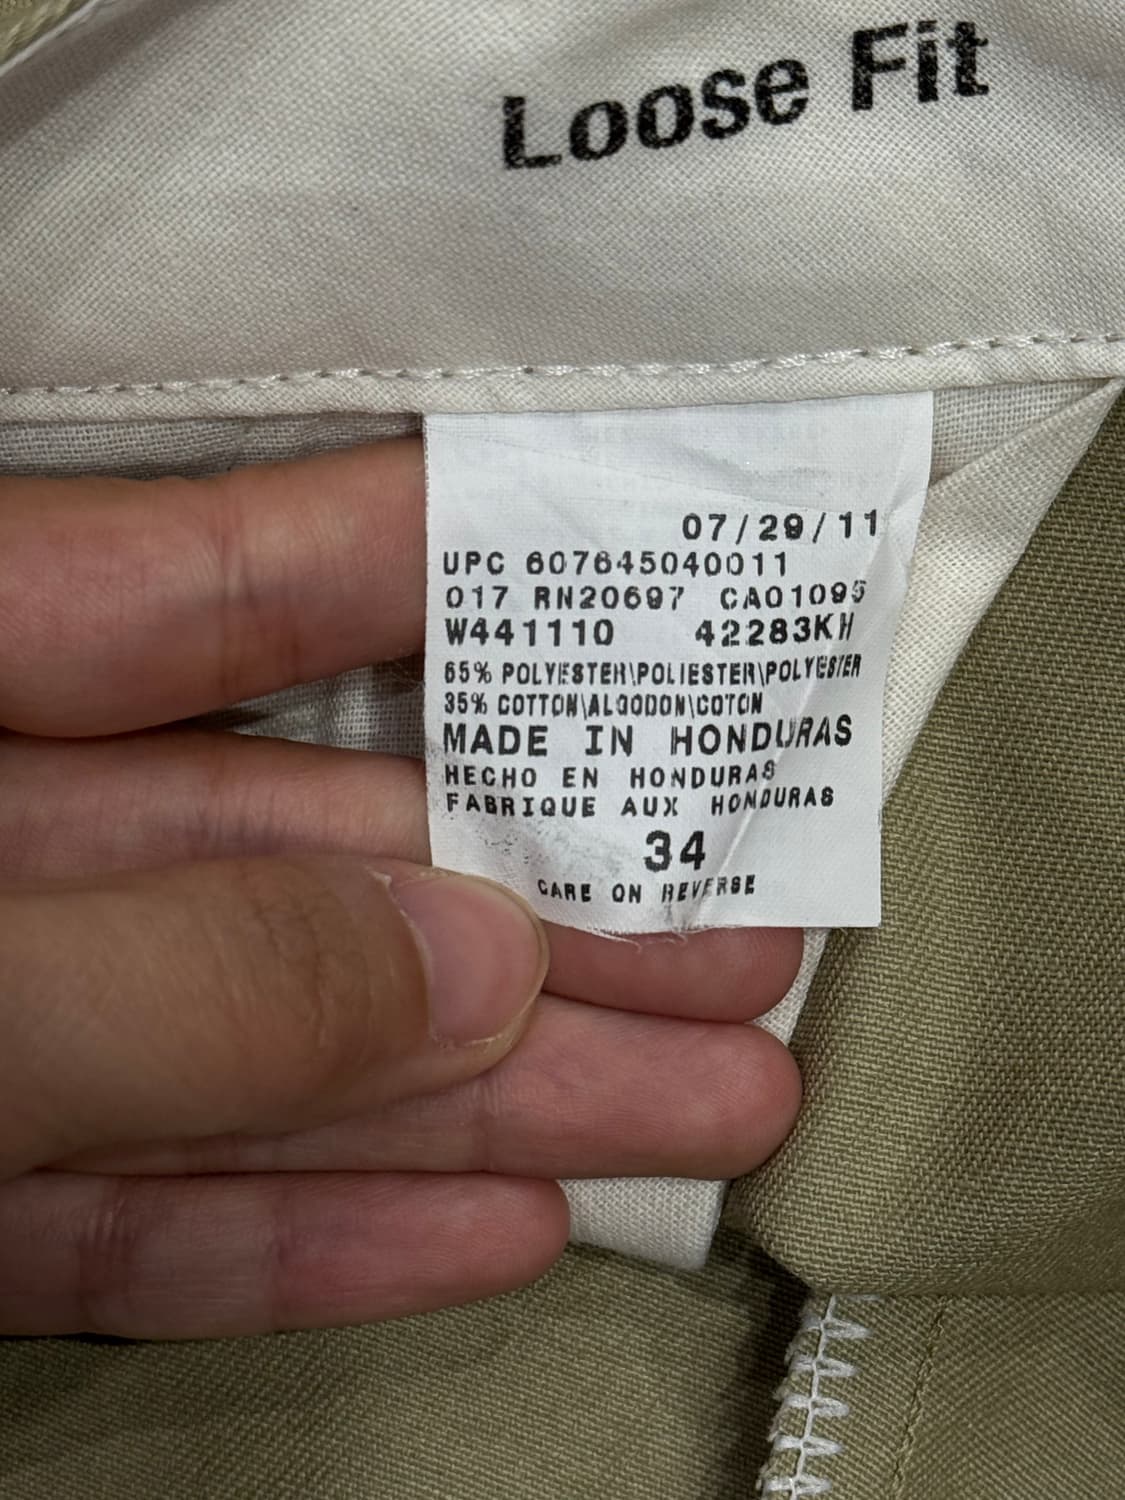 Loose Fit
07/29/11
UPC 607645040011
017 RN20697 CA01095
W441110 42283KH
65% POLYESTER\POLIESTER\POLYESTER
35% COTTON\ALGODON\COTON
MADE IN HONDURAS
HECHO EN HONDURAS
FABRIQUE AUX HONDURAS
34
CARE ON REVERSE